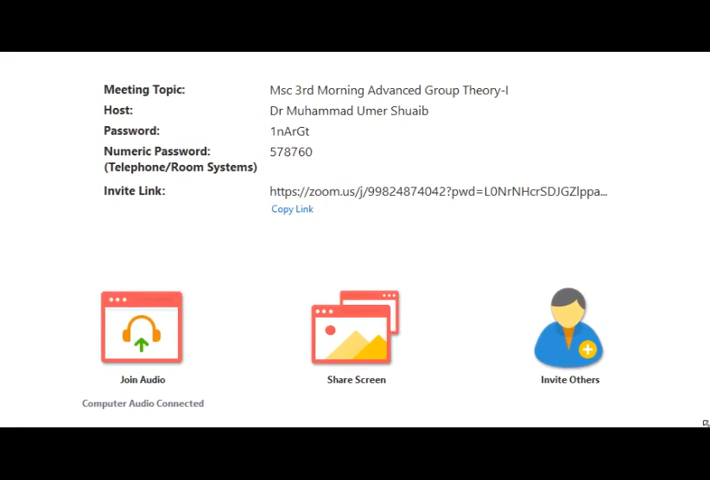 Meeting Topic: Msc 3rd Morning Advanced Group Theory-I
Host: Dr Muhammad Umer Shuaib
Password: 1nArGt
Numeric Password: 578760
(Telephone/Room Systems)
Invite Link: https://zoom.us/j/99824874042?pwd=L0NrNHcrSDJGZlppa...
Copy Link
Join Audio
Share Screen
Invite Others
Computer Audio Connected